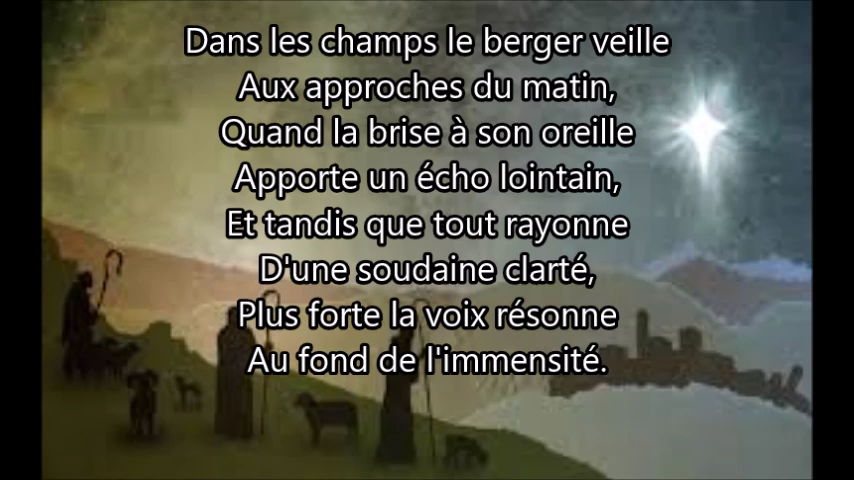 Dans les champs le berger veille
Aux approches du matin,
Quand la brise à son oreille
Apporte un écho lointain,
Et tandis que tout rayonne
D'une soudaine clarté,
Plus forte la voix résonne
Au fond de l'immensité.